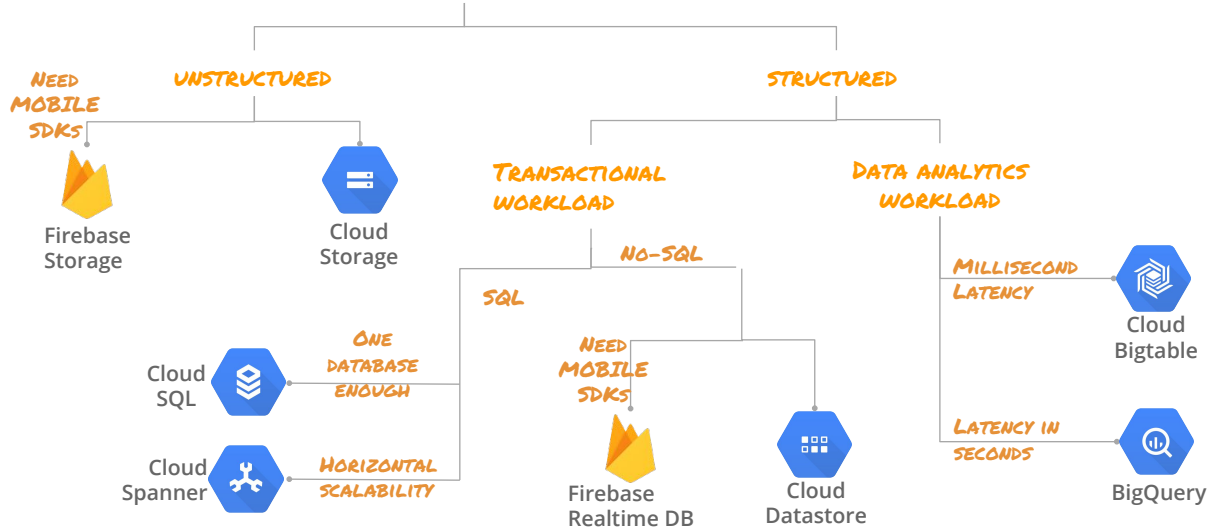 UNSTRUCTURED
STRUCTURED
NEED
MOBILE
SDKs
Firebase
Storage
Cloud
Storage
TRANSACTIONAL
WORKLOAD
DATA ANALYTICS
WORKLOAD
SQL
No-SQL
MILLISECOND
LATENCY
Cloud
Bigtable
Cloud
SQL
ONE
DATABASE
ENOUGH
NEED
MOBILE
SDKs
Cloud
Spanner
HORIZONTAL
SCALABILITY
Firebase
Realtime DB
Cloud
Datastore
LATENCY IN
SECONDS
BigQuery